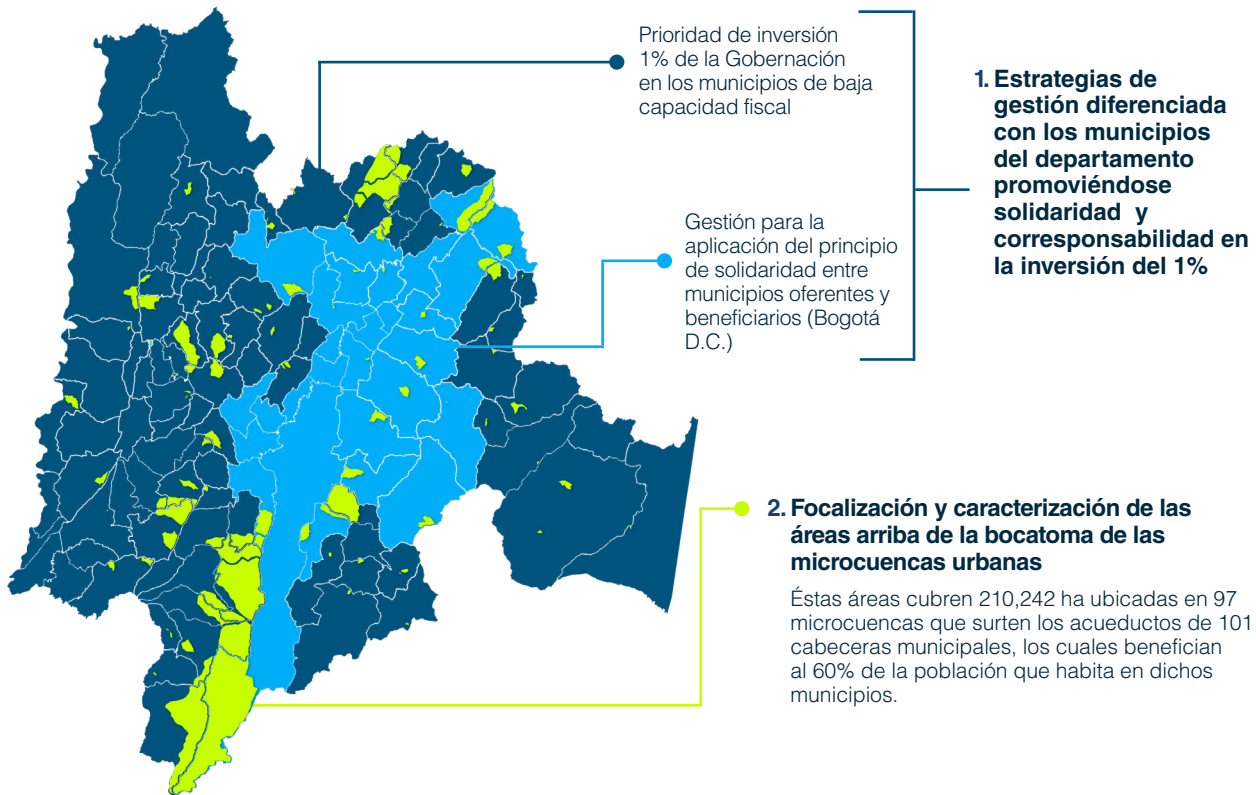 Prioridad de inversión
1% de la Gobernación
en los municipios de baja
capacidad fiscal
Gestión para la
aplicación del principio
de solidaridad entre
municipios oferentes y
beneficiarios (Bogotá
D.C.)
1. Estrategias de
gestión diferenciada
con los municipios
del departamento
promoviéndose
solidaridad y
corresponsabilidad en
la inversión del 1%
2. Focalización y caracterización de las
áreas arriba de la bocatoma de las
microcuencas urbanas
Éstas áreas cubren 210,242 ha ubicadas en 97
microcuencas que surten los acueductos de 101
cabeceras municipales, los cuales benefician
al 60% de la población que habita en dichos
municipios.